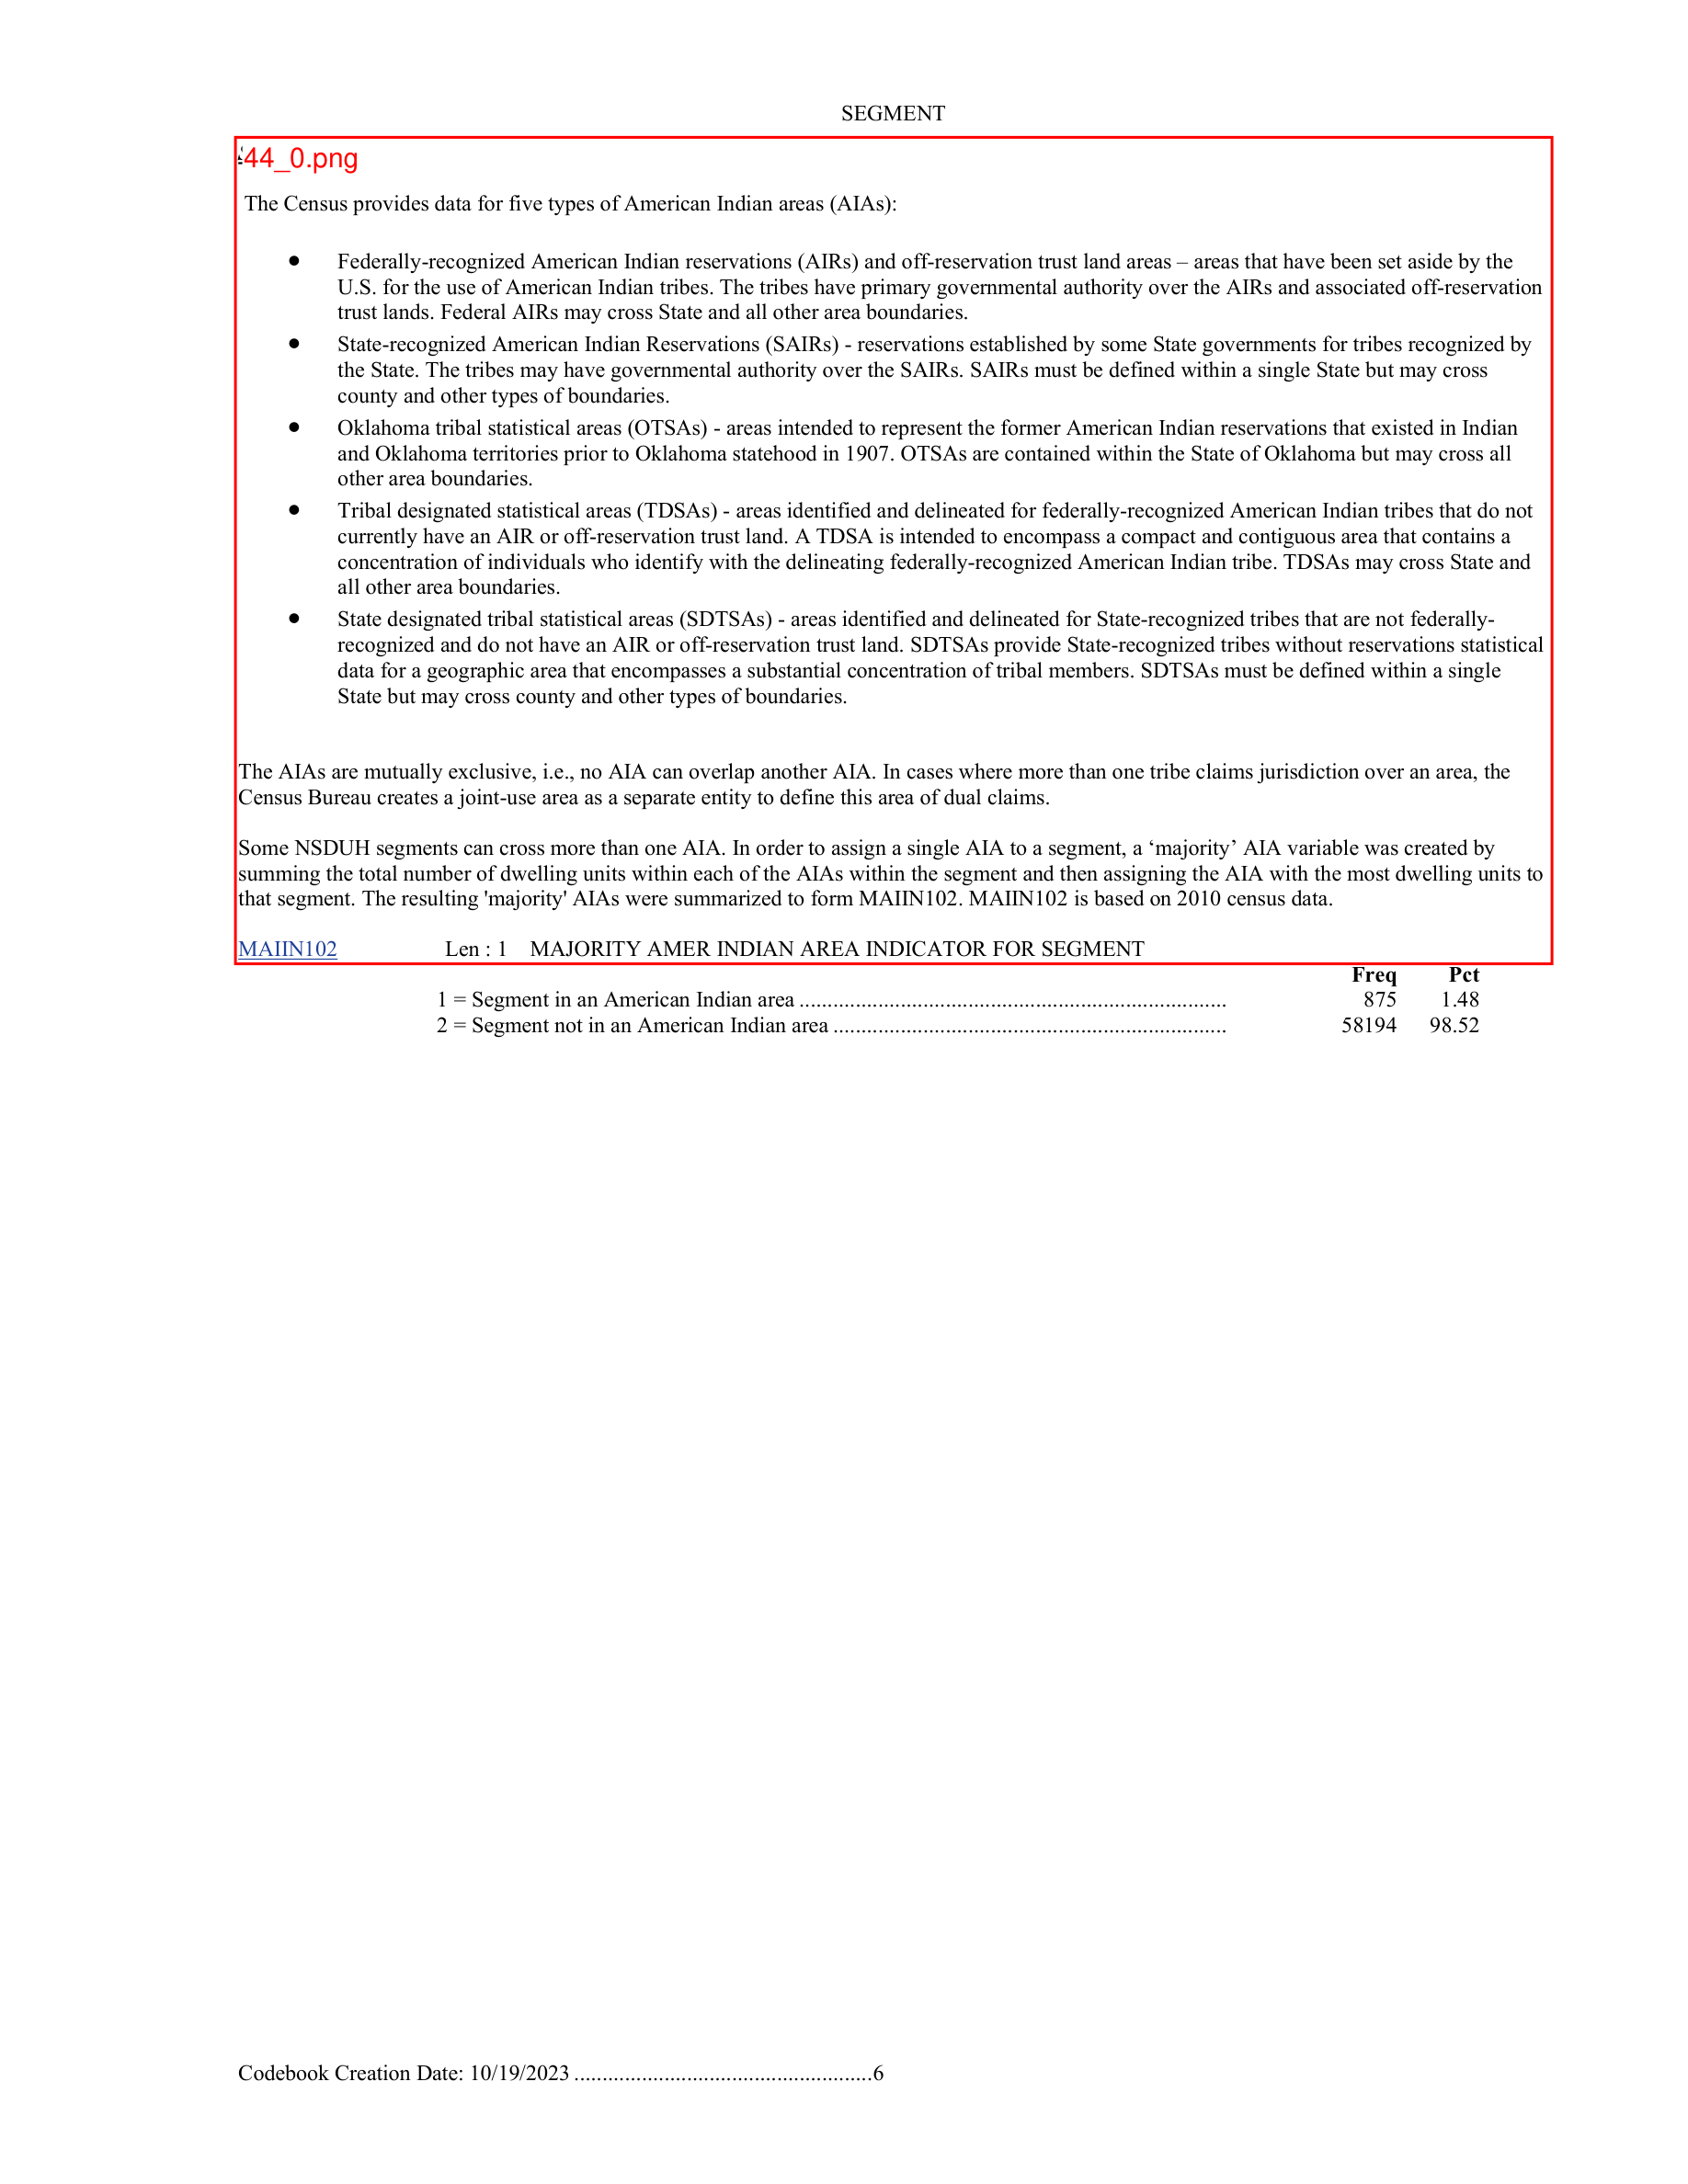 SEGMENT
44_0.png
The Census provides data for five types of American Indian areas (AIAs):
● Federally-recognized American Indian reservations (AIRs) and off-reservation trust land areas – areas that have been set aside by the
U.S. for the use of American Indian tribes. The tribes have primary governmental authority over the AIRs and associated off-reservation
trust lands. Federal AIRs may cross State and all other area boundaries.
● State-recognized American Indian Reservations (SAIRs) - reservations established by some State governments for tribes recognized by
the State. The tribes may have governmental authority over the SAIRs. SAIRs must be defined within a single State but may cross
county and other types of boundaries.
● Oklahoma tribal statistical areas (OTSAs) - areas intended to represent the former American Indian reservations that existed in Indian
and Oklahoma territories prior to Oklahoma statehood in 1907. OTSAs are contained within the State of Oklahoma but may cross all
other area boundaries.
● Tribal designated statistical areas (TDSAs) - areas identified and delineated for federally-recognized American Indian tribes that do not
currently have an AIR or off-reservation trust land. A TDSA is intended to encompass a compact and contiguous area that contains a
concentration of individuals who identify with the delineating federally-recognized American Indian tribe. TDSAs may cross State and
all other area boundaries.
● State designated tribal statistical areas (SDTSAs) - areas identified and delineated for State-recognized tribes that are not federally-
recognized and do not have an AIR or off-reservation trust land. SDTSAs provide State-recognized tribes without reservations statistical
data for a geographic area that encompasses a substantial concentration of tribal members. SDTSAs must be defined within a single
State but may cross county and other types of boundaries.
The AIAs are mutually exclusive, i.e., no AIA can overlap another AIA. In cases where more than one tribe claims jurisdiction over an area, the
Census Bureau creates a joint-use area as a separate entity to define this area of dual claims.
Some NSDUH segments can cross more than one AIA. In order to assign a single AIA to a segment, a ‘majority’ AIA variable was created by
summing the total number of dwelling units within each of the AIAs within the segment and then assigning the AIA with the most dwelling units to
that segment. The resulting 'majority' AIAs were summarized to form MAIIN102. MAIIN102 is based on 2010 census data.
MAIIN102 Len : 1 MAJORITY AMER INDIAN AREA INDICATOR FOR SEGMENT
Freq Pct
1 = Segment in an American Indian area ............................................................................ 875 1.48
2 = Segment not in an American Indian area ...................................................................... 58194 98.52
Codebook Creation Date: 10/19/2023 .....................................................6